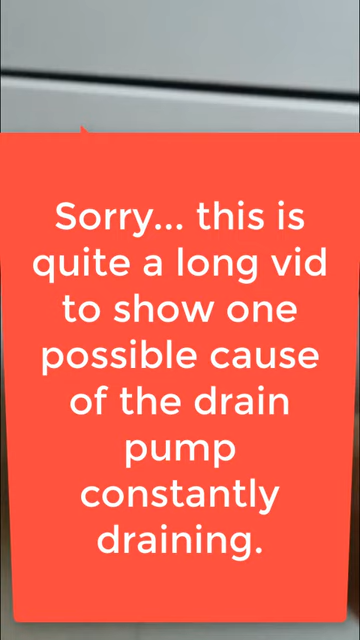 Sorry... this is
quite a long vid
to show one
possible cause
of the drain
pump
constantly
draining.